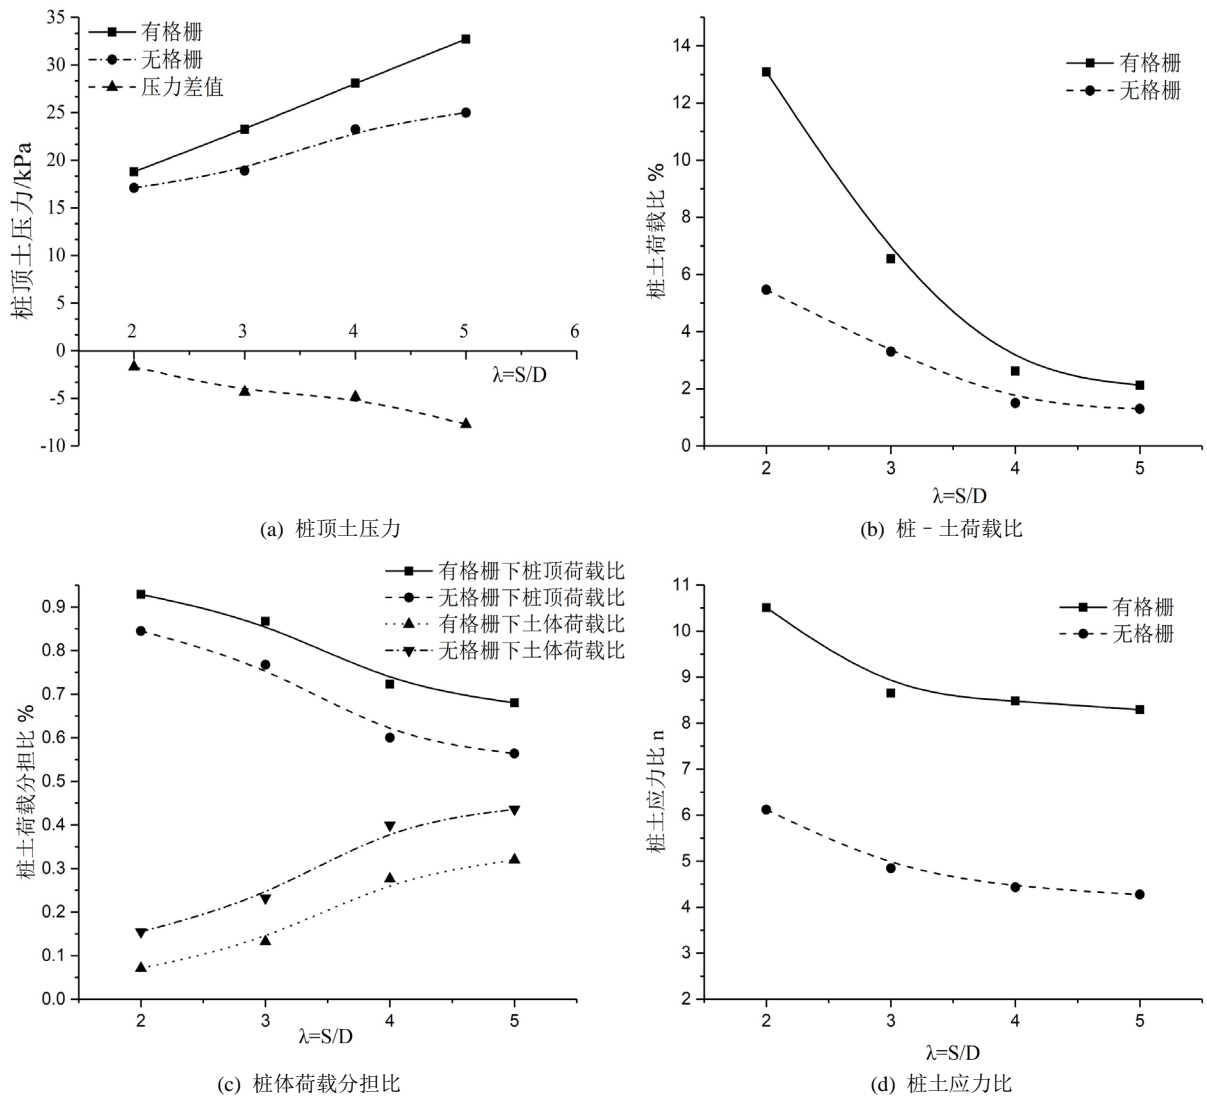 35
30
25
20
15
10
5
0
-5
-10
桩顶土压力/kPa
有格栅
无格栅
压力差值
2 3 4 5 6
λ=S/D
(a) 桩顶土压力
14
12
10
8
6
4
2
0
桩土荷载比 %
有格栅
无格栅
2 3 4 5
λ=S/D
(b) 桩－土荷载比
有格栅下桩顶荷载比
无格栅下桩顶荷载比
有格栅下土体荷载比
无格栅下土体荷载比
0.9
0.8
0.7
0.6
0.5
0.4
0.3
0.2
0.1
0.0
桩土荷载分担比 %
2 3 4 5
λ=S/D
(c) 桩体荷载分担比
11
10
9
8
7
6
5
4
3
2
桩土应力比 n
有格栅
无格栅
2 3 4 5
λ=S/D
(d) 桩土应力比